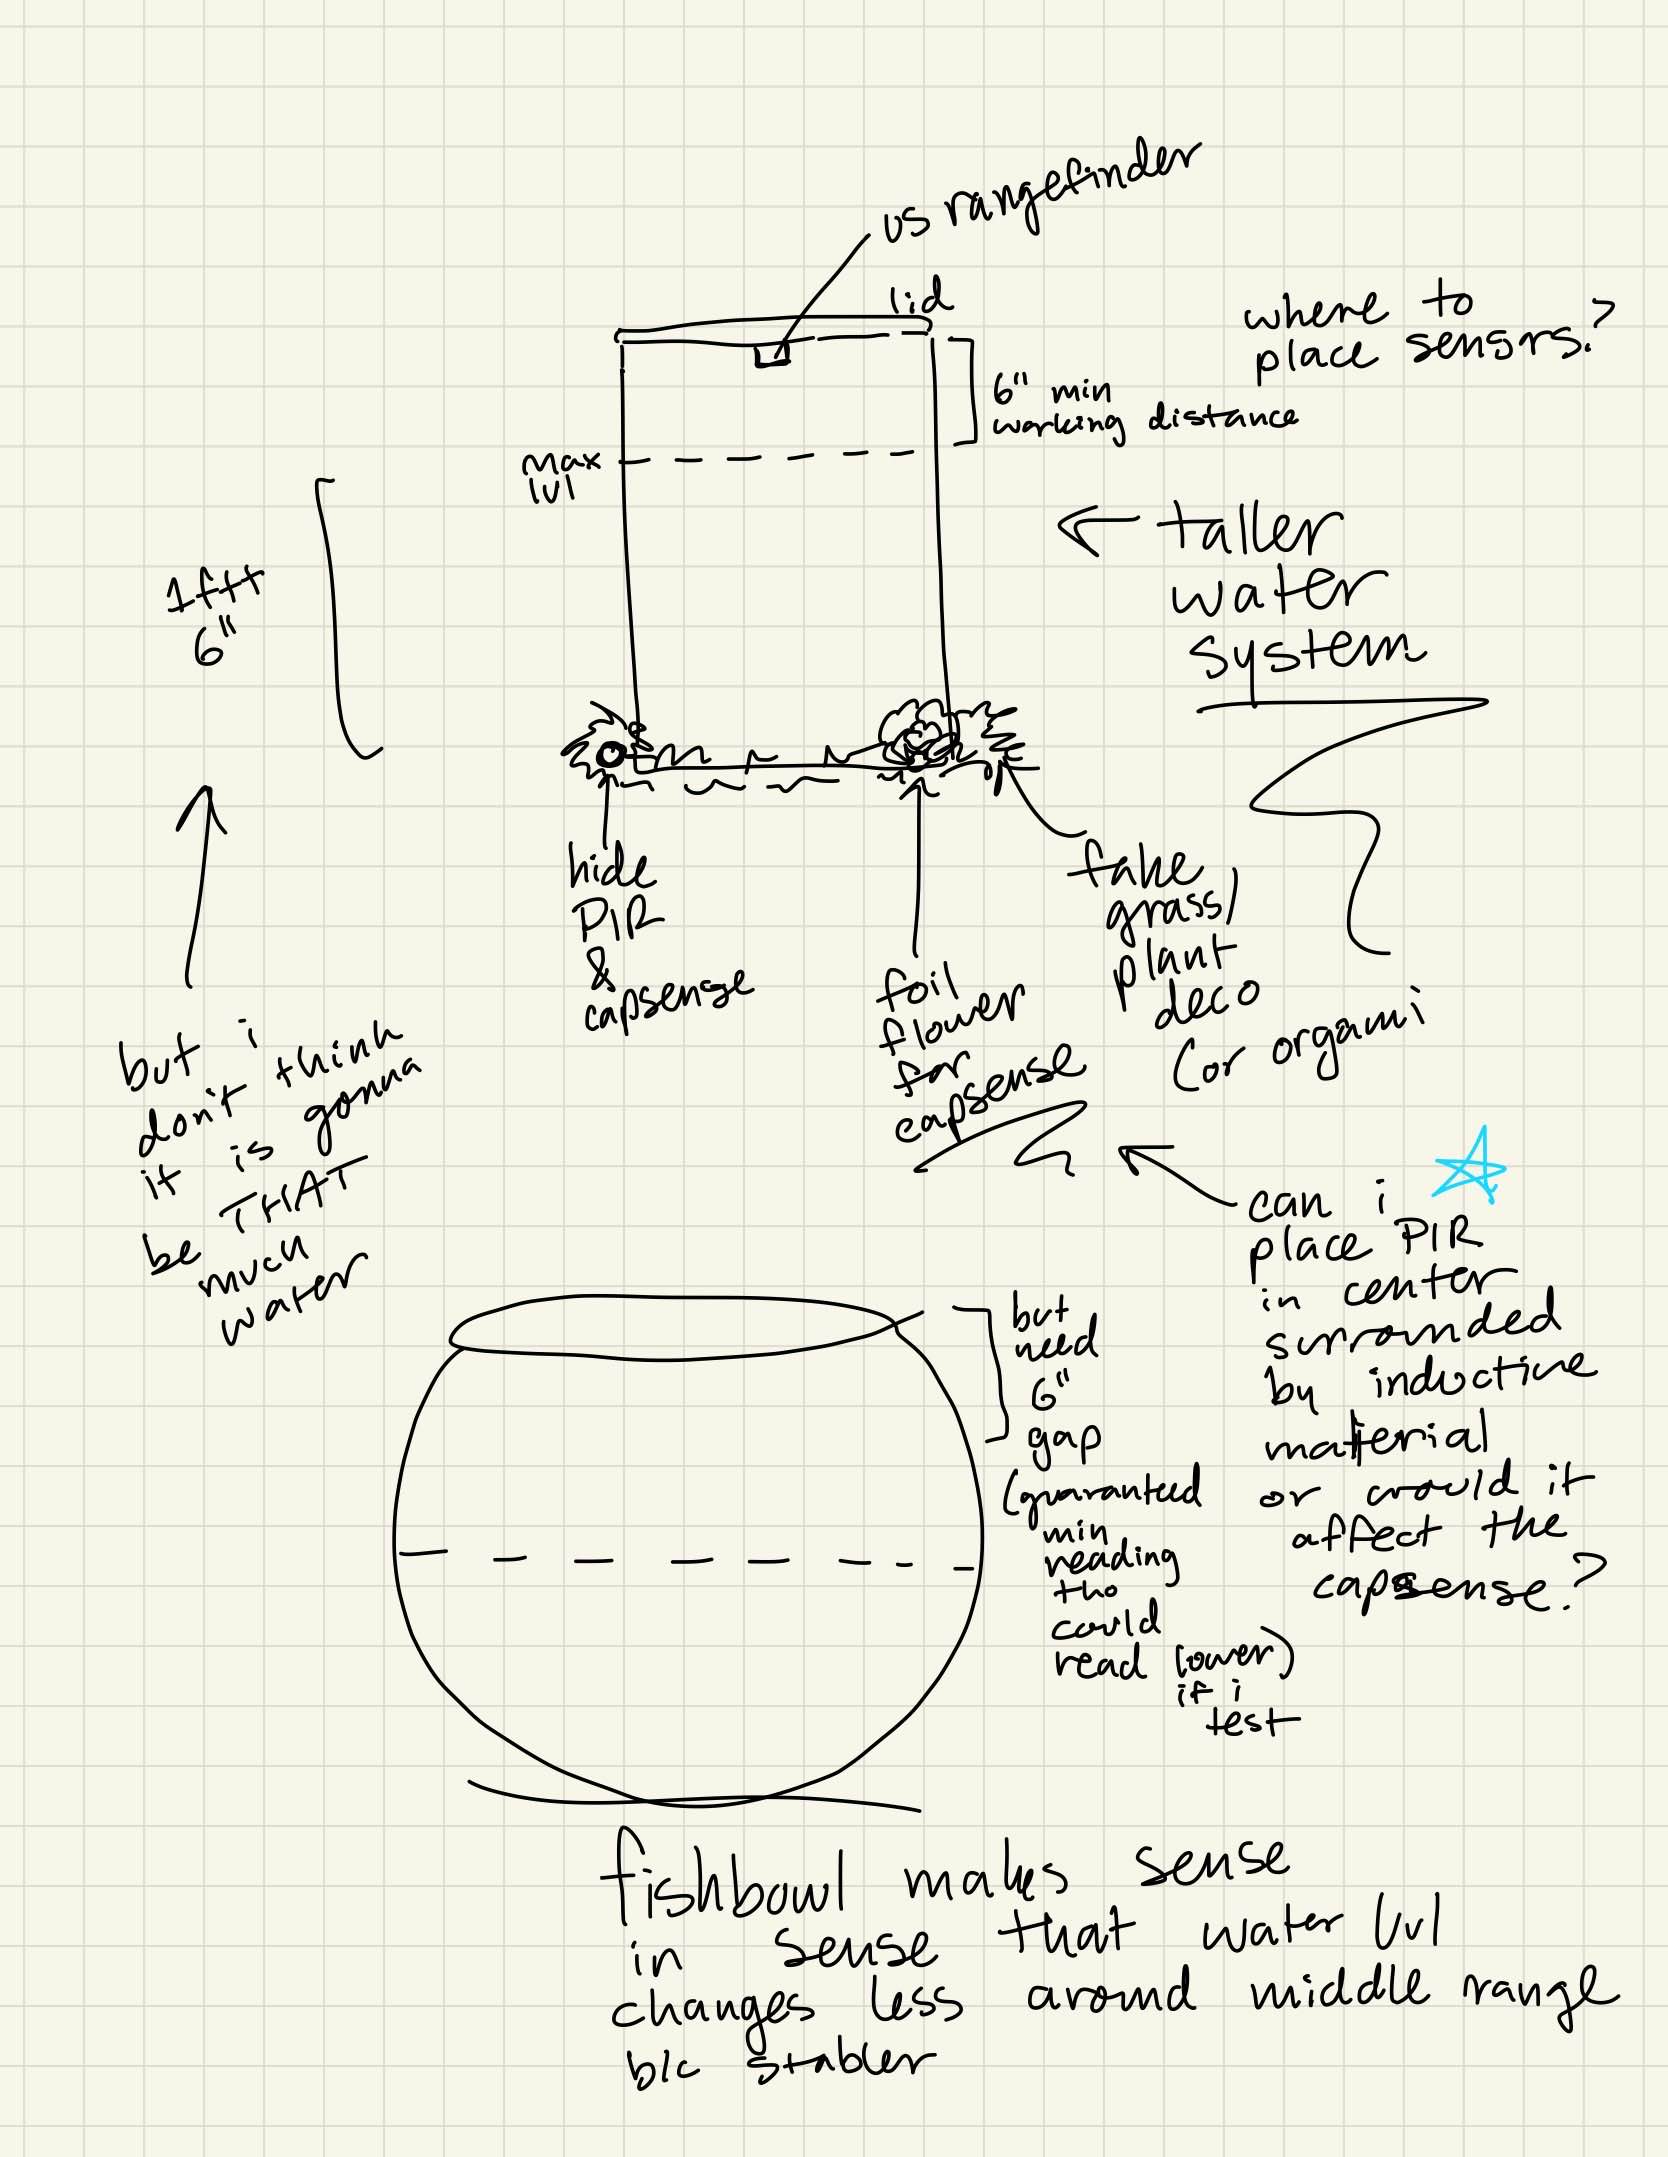 us rangefinder
lid
where to
place sensors?
6" min
working distance
max
lvl
taller
water
system
1ft
6"
hide
PIR
&
capsense
foil
flower
for
capsense
fake
grass/
plant
deco
(or orgami
but i
don't think
it is gonna
be THAT
much
water
can i
place PIR
in center
surrounded
by inductive
material
or would it
affect the
capsense?
but
need
6"
gap
(guaranteed
min
reading
tho
could
read lower)
if i
test
fishbowl makes sense
in sense that water lvl
changes less around middle range
b/c stabler